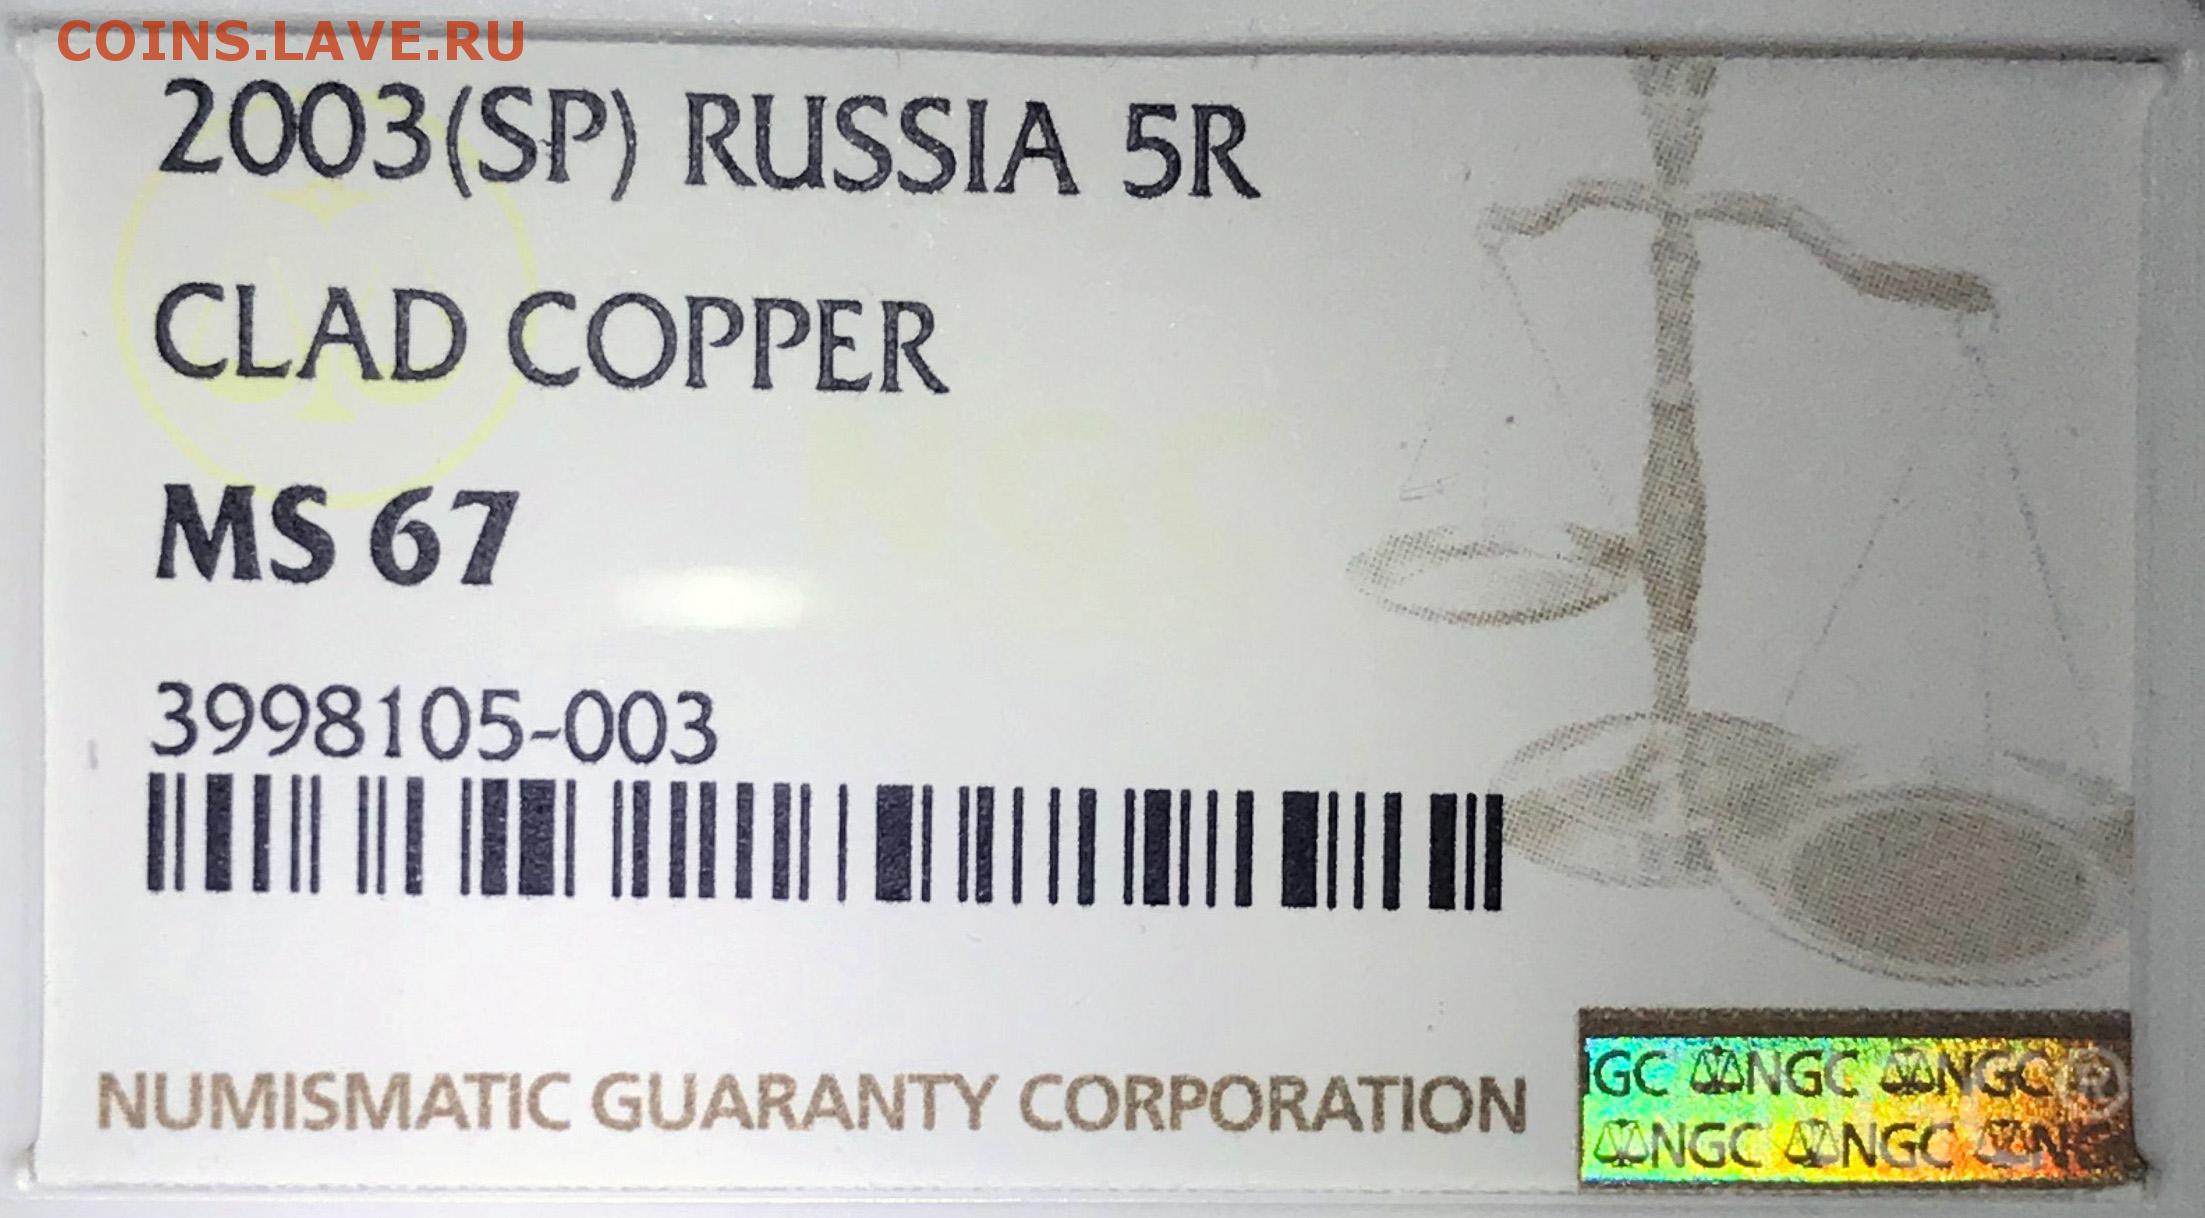 COINS.LAVE.RU
2003(SP) RUSSIA 5R
CLAD COPPER
MS 67
3998105-003
NUMISMATIC GUARANTY CORPORATION
GC NGC NGC
NGC NGC